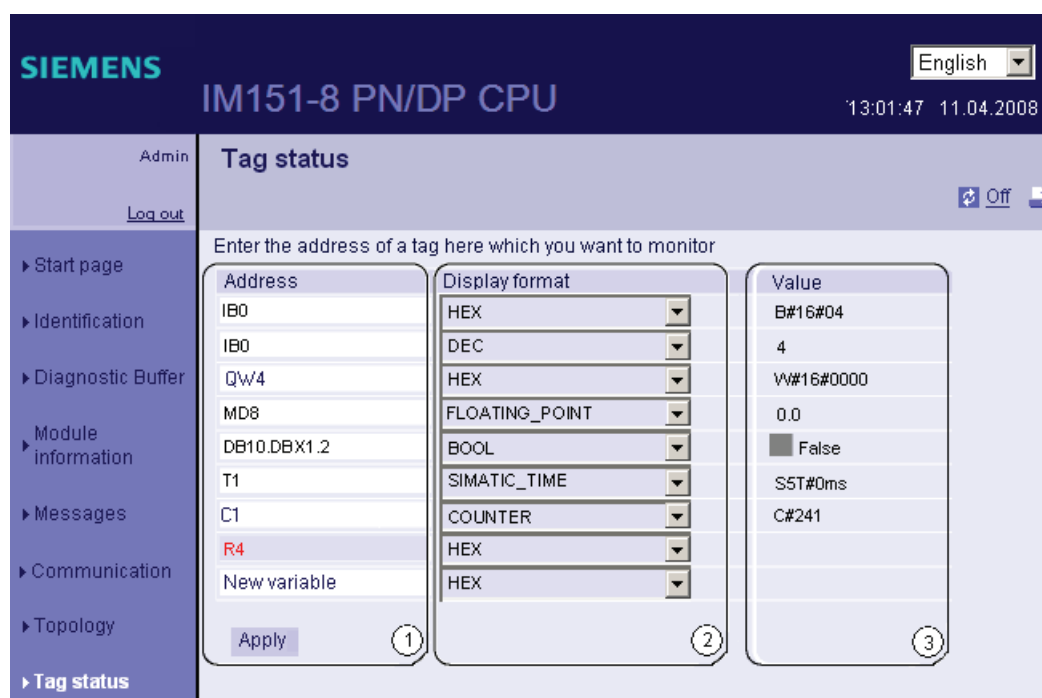 SIEMENS
English
IM151-8 PN/DP CPU
13:01:47 11.04.2008
Admin
Tag status
Log out
Off
Enter the address of a tag here which you want to monitor
Address Display format Value
IB0 HEX B#16#04
IB0 DEC 4
QW4 HEX W#16#0000
MD8 FLOATING_POINT 0.0
DB10.DBX1.2 BOOL False
T1 SIMATIC_TIME S5T#0ms
C1 COUNTER C#241
R4 HEX
New variable HEX
Apply 1 2 3
Start page
Identification
Diagnostic Buffer
Module
information
Messages
Communication
Topology
Tag status